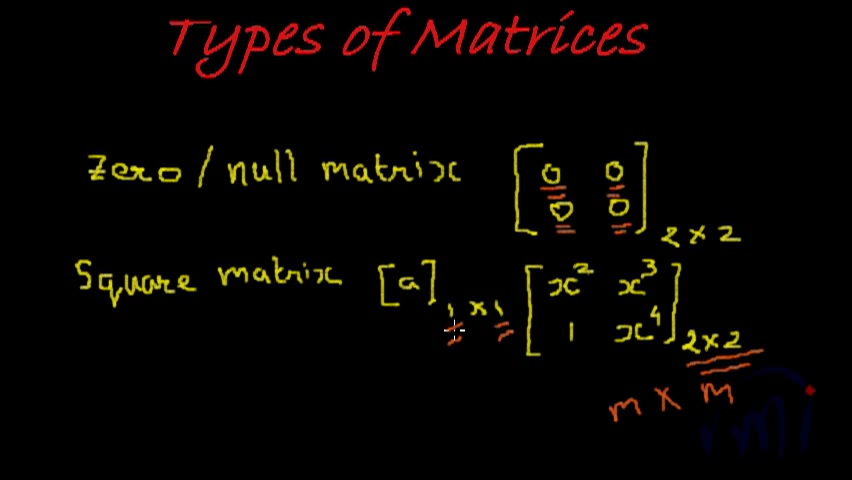 Types of Matrices
Zero / null matrix [0 0
0 0] 2 x 2
Square matrix [a] 1 x 1 [x² x³
1 x⁴] 2 x 2
m x m
rmi